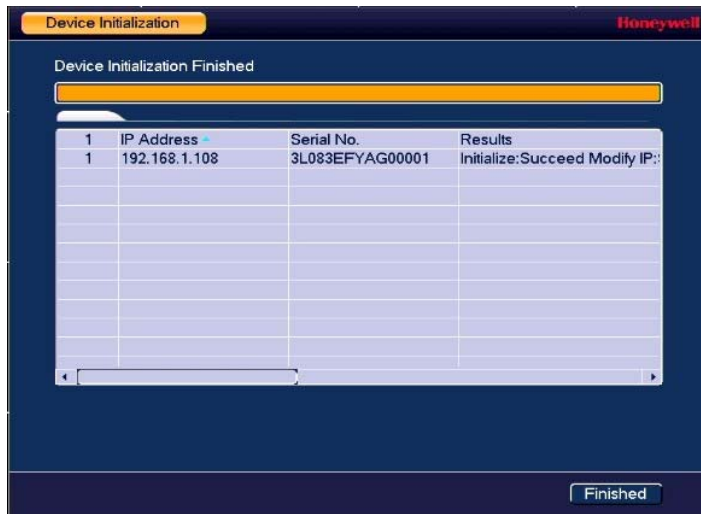 Device Initialization
Honeywell
Device Initialization Finished
1 IP Address Serial No. Results
1 192.168.1.108 3L083EFYAG00001 Initialize:Succeed Modify IP:
Finished